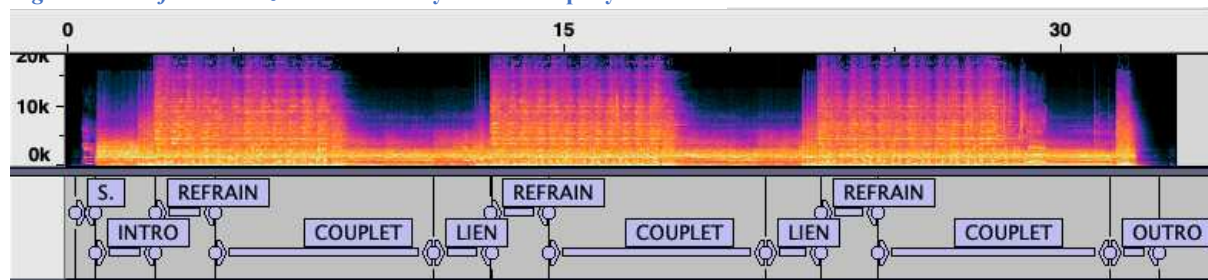 0 15 30
20k
10k
0k
S. REFRAIN REFRAIN REFRAIN
INTRO COUPLET LIEN COUPLET LIEN COUPLET OUTRO